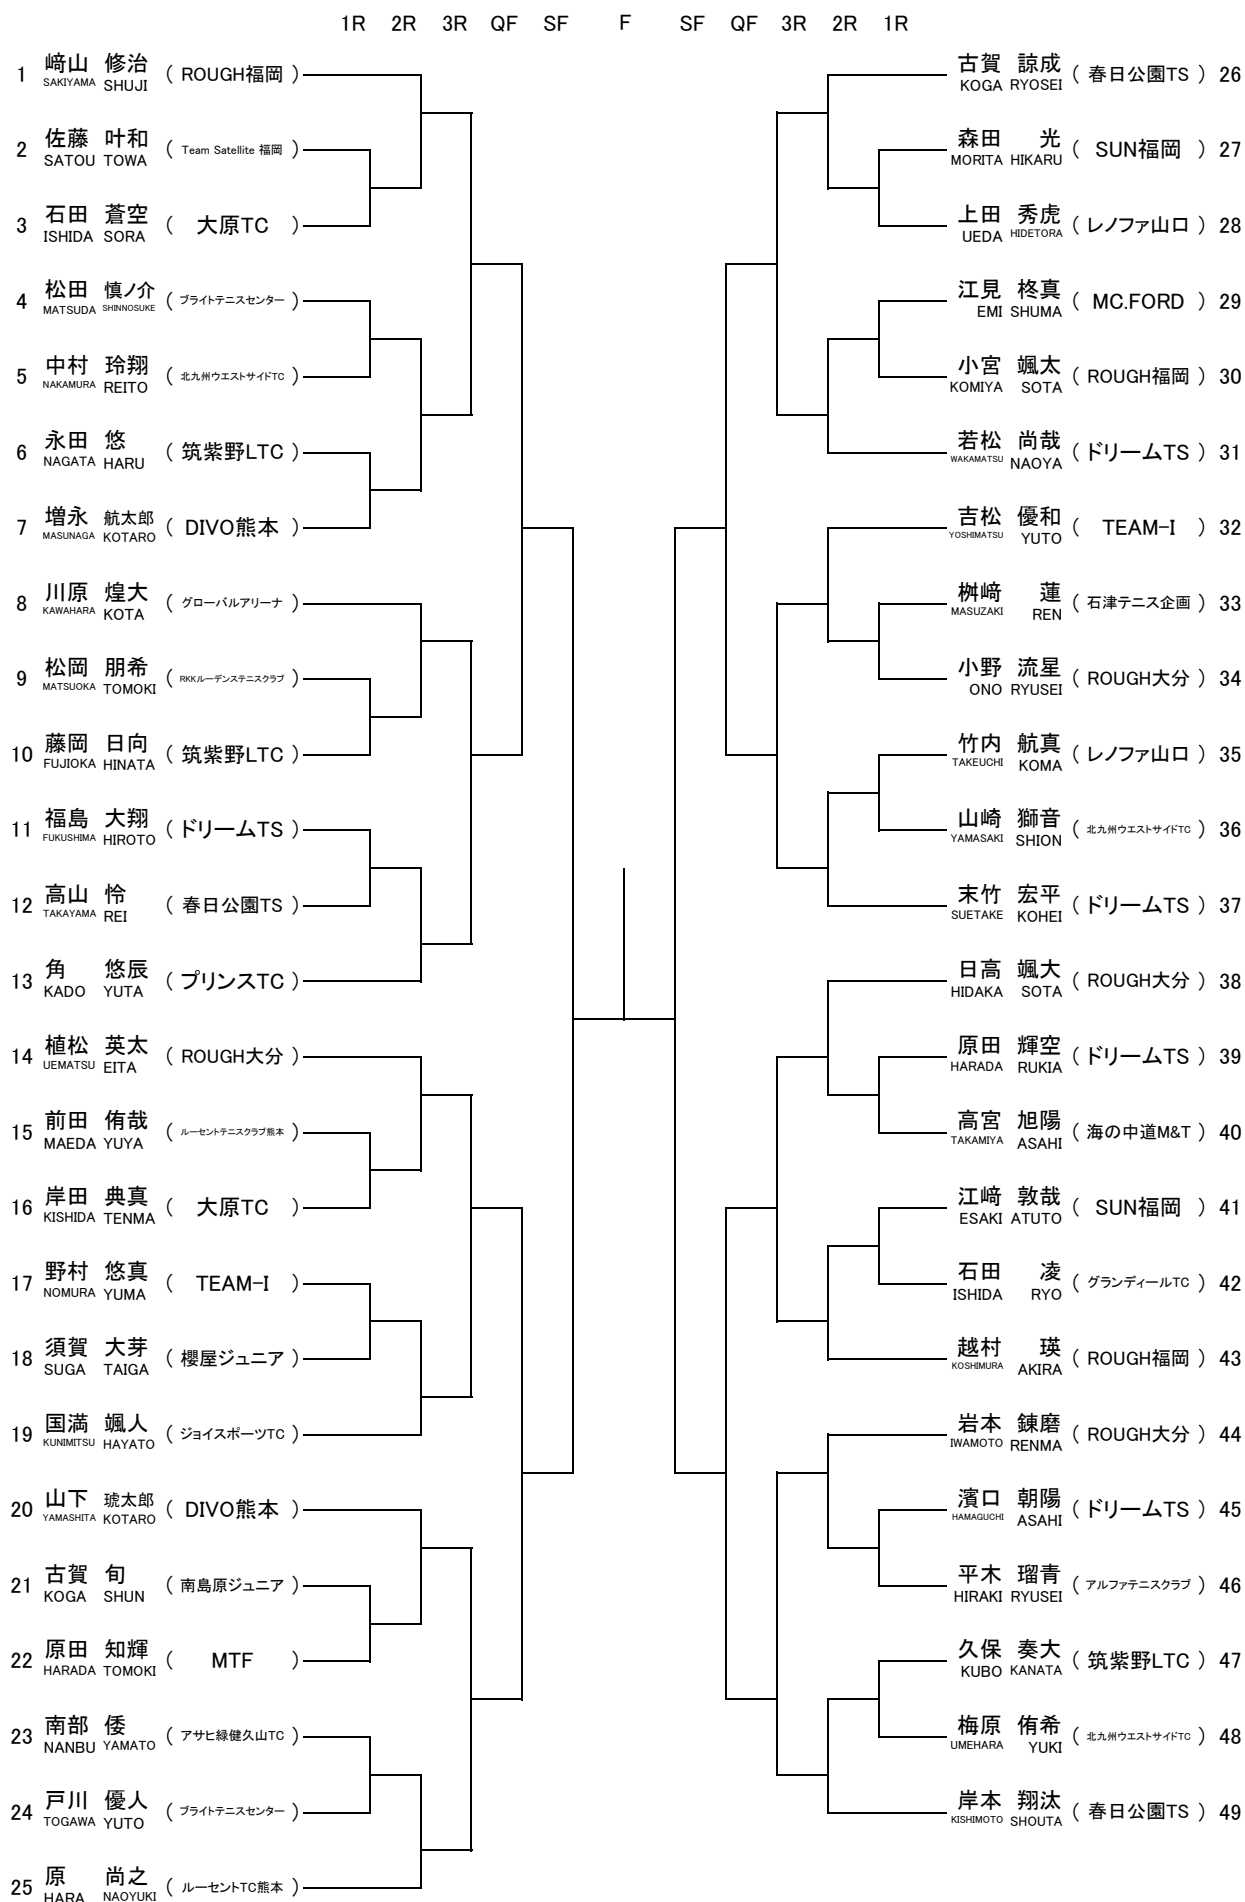 1R 2R 3R QF SF F SF QF 3R 2R 1R
1 﨑山 修治 ( ROUGH福岡 )
SAKIYAMA SHUJI
2 佐藤 叶和 ( Team Satellite 福岡 )
SATOU TOWA
3 石田 蒼空 ( 大原TC )
ISHIDA SORA
4 松田 慎ノ介 ( ブライトテニスセンター )
MATSUDA SHINNOSUKE
5 中村 玲翔 ( 北九州ウエストサイドTC )
NAKAMURA REITO
6 永田 悠 ( 筑紫野LTC )
NAGATA HARU
7 増永 航太郎 ( DIVO熊本 )
MASUNAGA KOTARO
8 川原 煌大 ( グローバルアリーナ )
KAWAHARA KOTA
9 松岡 朋希 ( RKKルーデンステニスクラブ )
MATSUOKA TOMOKI
10 藤岡 日向 ( 筑紫野LTC )
FUJIOKA HINATA
11 福島 大翔 ( ドリームTS )
FUKUSHIMA HIROTO
12 高山 怜 ( 春日公園TS )
TAKAYAMA REI
13 角 悠辰 ( プリンスTC )
KADO YUTA
14 植松 英太 ( ROUGH大分 )
UEMATSU EITA
15 前田 侑哉 ( ルーセントテニスクラブ熊本 )
MAEDA YUYA
16 岸田 典真 ( 大原TC )
KISHIDA TENMA
17 野村 悠真 ( TEAM-I )
NOMURA YUMA
18 須賀 大芽 ( 櫻屋ジュニア )
SUGA TAIGA
19 国満 颯人 ( ジョイスポーツTC )
KUNIMITSU HAYATO
20 山下 琥太郎 ( DIVO熊本 )
YAMASHITA KOTARO
21 古賀 旬 ( 南島原ジュニア )
KOGA SHUN
22 原田 知輝 ( MTF )
HARADA TOMOKI
23 南部 倭 ( アサヒ緑健久山TC )
NANBU YAMATO
24 戸川 優人 ( ブライトテニスセンター )
TOGAWA YUTO
25 原 尚之 ( ルーセントTC熊本 )
HARA NAOYUKI
古賀 諒成 ( 春日公園TS ) 26
KOGA RYOSEI
森田 光 ( SUN福岡 ) 27
MORITA HIKARU
上田 秀虎 ( レノファ山口 ) 28
UEDA HIDETORA
江見 柊真 ( MC.FORD ) 29
EMI SHUMA
小宮 颯太 ( ROUGH福岡 ) 30
KOMIYA SOTA
若松 尚哉 ( ドリームTS ) 31
WAKAMATSU NAOYA
吉松 優和 ( TEAM-I ) 32
YOSHIMATSU YUTO
桝﨑 蓮 ( 石津テニス企画 ) 33
MASUZAKI REN
小野 流星 ( ROUGH大分 ) 34
ONO RYUSEI
竹内 航真 ( レノファ山口 ) 35
TAKEUCHI KOMA
山崎 獅音 ( 北九州ウエストサイドTC ) 36
YAMASAKI SHION
末竹 宏平 ( ドリームTS ) 37
SUETAKE KOHEI
日高 颯大 ( ROUGH大分 ) 38
HIDAKA SOTA
原田 輝空 ( ドリームTS ) 39
HARADA RUKIA
高宮 旭陽 ( 海の中道M&T ) 40
TAKAMIYA ASAHI
江﨑 敦哉 ( SUN福岡 ) 41
ESAKI ATUTO
石田 凌 ( グランディールTC ) 42
ISHIDA RYO
越村 瑛 ( ROUGH福岡 ) 43
KOSHIMURA AKIRA
岩本 錬磨 ( ROUGH大分 ) 44
IWAMOTO RENMA
濱口 朝陽 ( ドリームTS ) 45
HAMAGUCHI ASAHI
平木 瑠青 ( アルファテニスクラブ ) 46
HIRAKI RYUSEI
久保 奏大 ( 筑紫野LTC ) 47
KUBO KANATA
梅原 侑希 ( 北九州ウエストサイドTC ) 48
UMEHARA YUKI
岸本 翔汰 ( 春日公園TS ) 49
KISHIMOTO SHOUTA